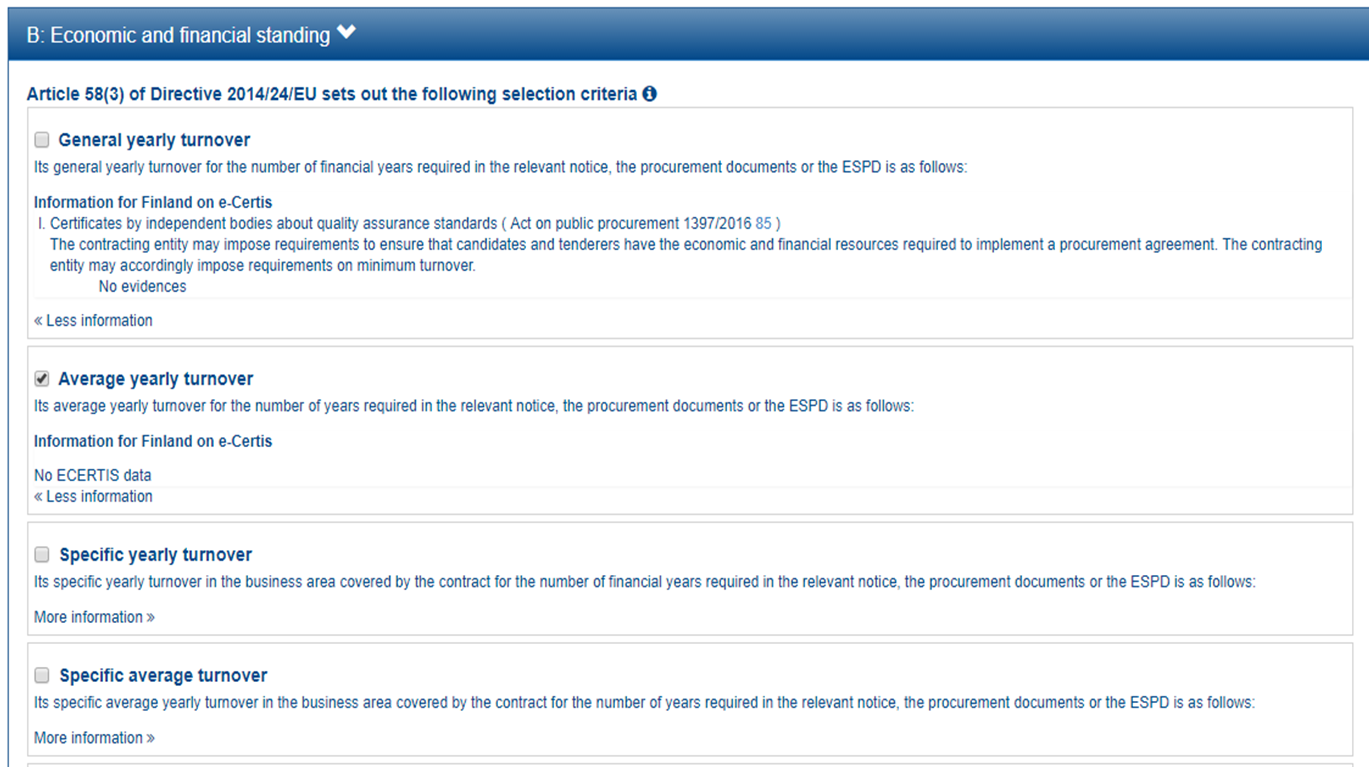 B: Economic and financial standing
Article 58(3) of Directive 2014/24/EU sets out the following selection criteria
General yearly turnover
Its general yearly turnover for the number of financial years required in the relevant notice, the procurement documents or the ESPD is as follows:
Information for Finland on e-Certis
I. Certificates by independent bodies about quality assurance standards ( Act on public procurement 1397/2016 85 )
The contracting entity may impose requirements to ensure that candidates and tenderers have the economic and financial resources required to implement a procurement agreement. The contracting
entity may accordingly impose requirements on minimum turnover.
No evidences
« Less information
Average yearly turnover
Its average yearly turnover for the number of years required in the relevant notice, the procurement documents or the ESPD is as follows:
Information for Finland on e-Certis
No ECERTIS data
« Less information
Specific yearly turnover
Its specific yearly turnover in the business area covered by the contract for the number of financial years required in the relevant notice, the procurement documents or the ESPD is as follows:
More information »
Specific average turnover
Its specific average yearly turnover in the business area covered by the contract for the number of years required in the relevant notice, the procurement documents or the ESPD is as follows:
More information »